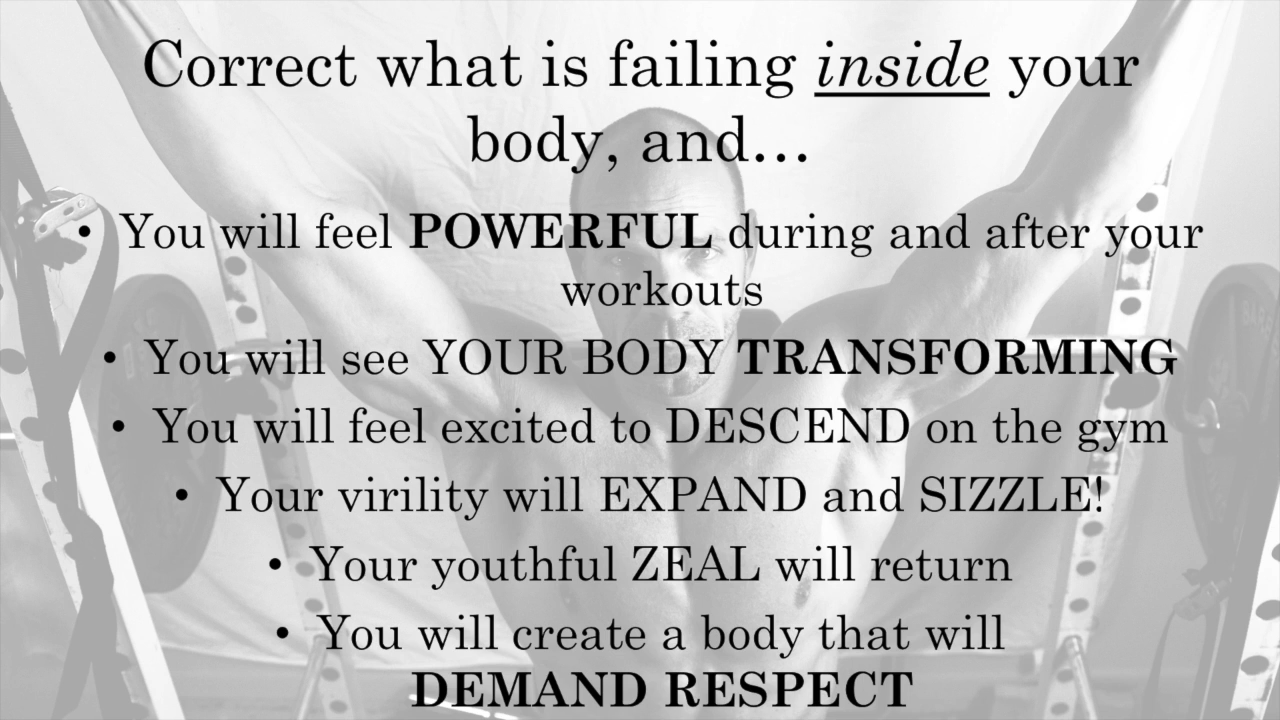 Correct what is failing inside your
body, and…
• You will feel POWERFUL during and after your
workouts
• You will see YOUR BODY TRANSFORMING
• You will feel excited to DESCEND on the gym
• Your virility will EXPAND and SIZZLE!
• Your youthful ZEAL will return
• You will create a body that will
DEMAND RESPECT